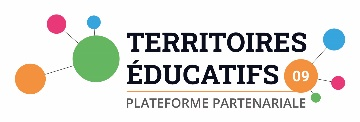 TERRITOIRES
ÉDUCATIFS 09
PLATEFORME PARTENARIALE